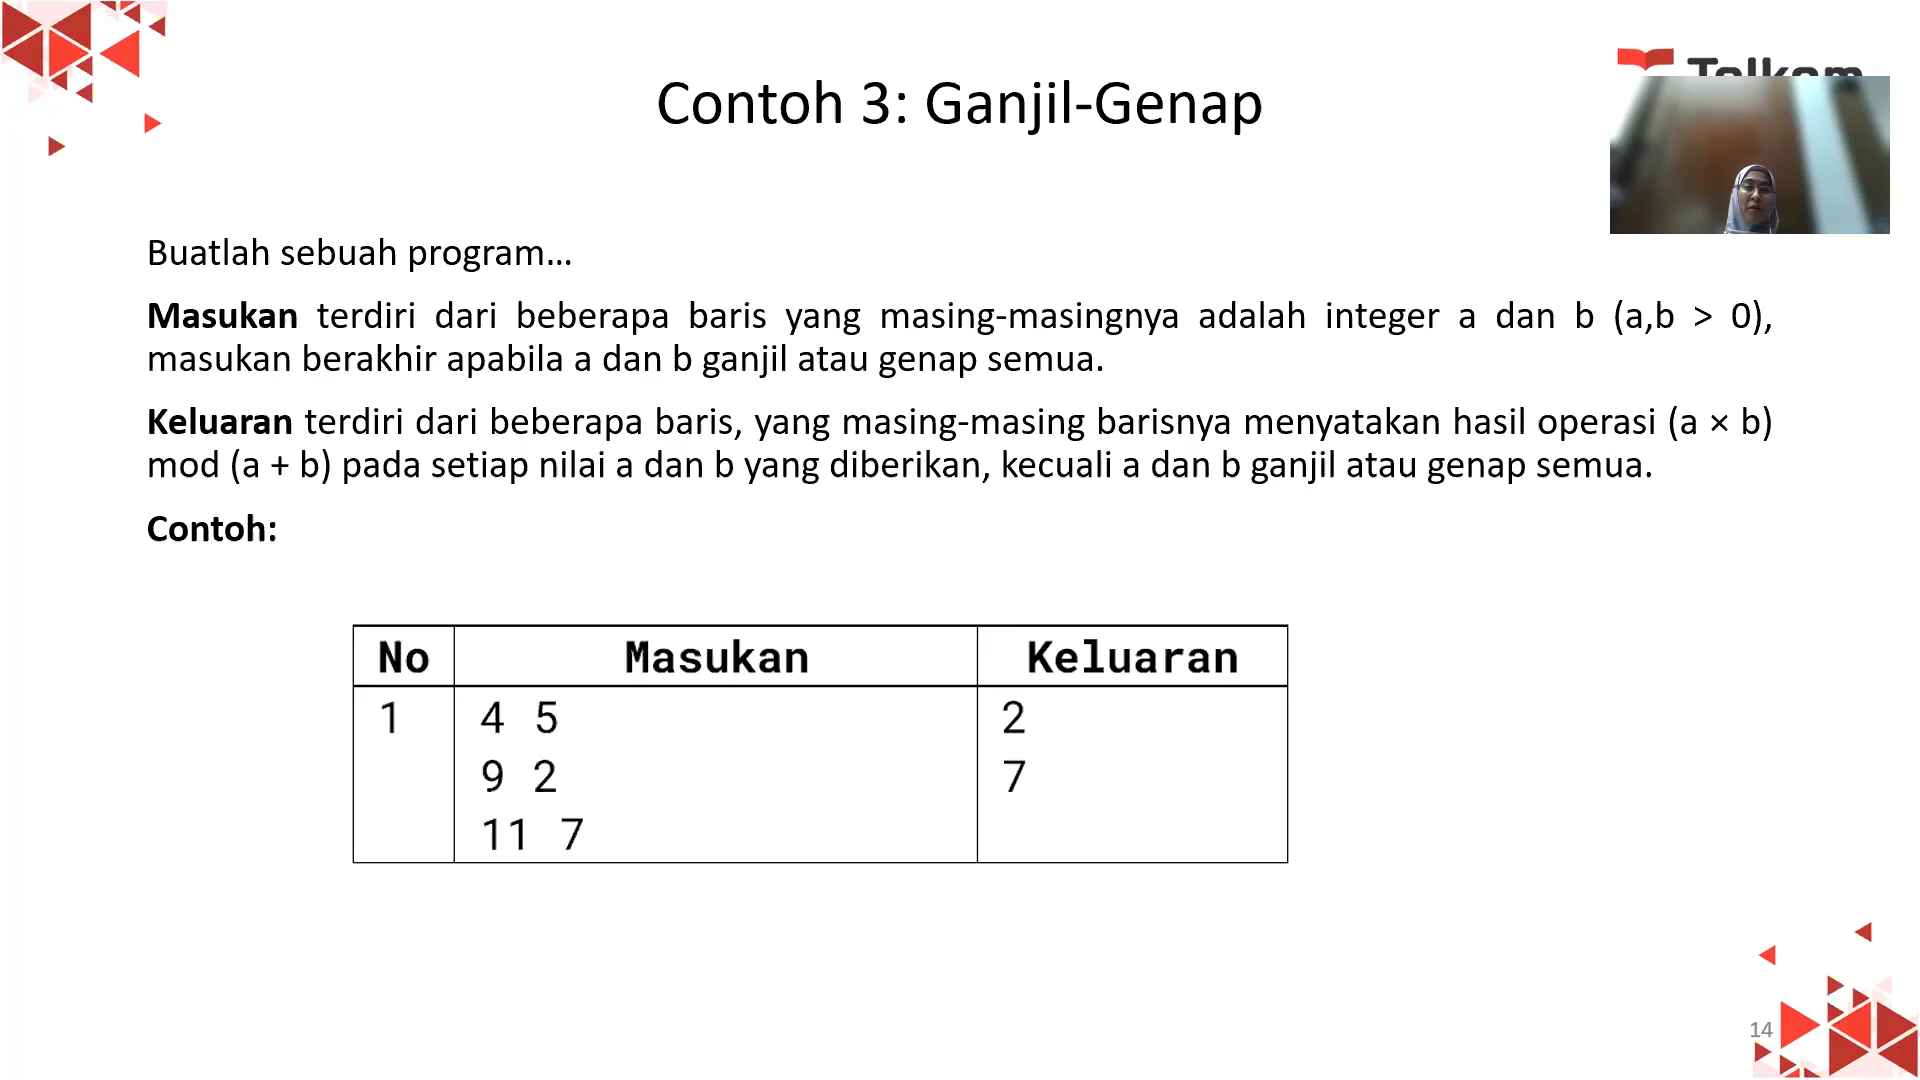 Contoh 3: Ganjil-Genap
Buatlah sebuah program…
Masukan terdiri dari beberapa baris yang masing-masingnya adalah integer a dan b (a,b > 0),
masukan berakhir apabila a dan b ganjil atau genap semua.
Keluaran terdiri dari beberapa baris, yang masing-masing barisnya menyatakan hasil operasi (a × b)
mod (a + b) pada setiap nilai a dan b yang diberikan, kecuali a dan b ganjil atau genap semua.
Contoh:
No Masukan Keluaran
1 4 5 2
9 2 7
11 7
14